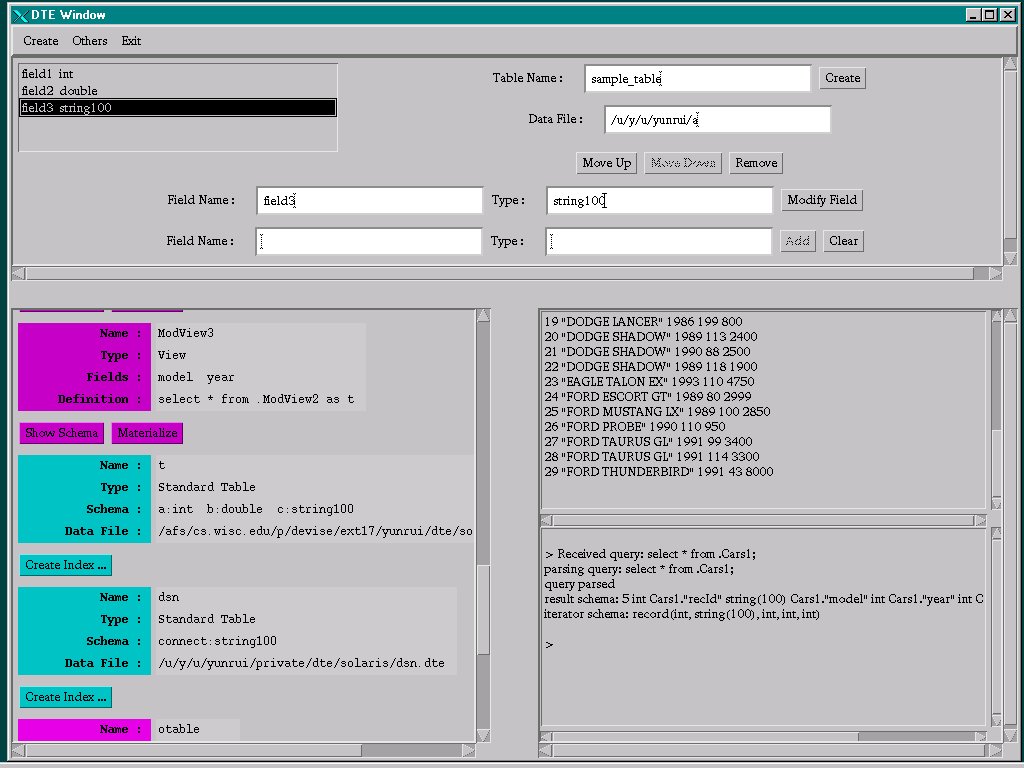 DTE Window
Create Others Exit
field1 int
field2 double
field3 string100
Table Name: sample_table Create
Data File: /u/y/u/yunrui/a
Move Up Move Down Remove
Field Name: field3 Type: string100 Modify Field
Field Name: Type: Add Clear
Name : ModView3
Type : View
Fields : model year
Definition : select * from .ModView2 as t
Show Schema Materialize
Name : t
Type : Standard Table
Schema : a:int b:double c:string100
Data File : /afs/cs.wisc.edu/p/devise/ext17/yunrui/dte/so
Create Index ...
Name : dsn
Type : Standard Table
Schema : connect:string100
Data File : /u/y/u/yunrui/private/dte/solaris/dsn.dte
Create Index ...
Name : otable
19 "DODGE LANCER" 1986 199 800
20 "DODGE SHADOW" 1989 113 2400
21 "DODGE SHADOW" 1990 88 2500
22 "DODGE SHADOW" 1989 118 1900
23 "EAGLE TALON EX" 1993 110 4750
24 "FORD ESCORT GT" 1989 80 2999
25 "FORD MUSTANG LX" 1989 100 2850
26 "FORD PROBE" 1990 110 950
27 "FORD TAURUS GL" 1991 99 3400
28 "FORD TAURUS GL" 1991 114 3300
29 "FORD THUNDERBIRD" 1991 43 8000
> Received query: select * from .Cars1;
parsing query: select * from .Cars1;
query parsed
result schema: 5 int Cars1."recId" string(100) Cars1."model" int Cars1."year" int C
iterator schema: record(int, string(100), int, int, int)
>